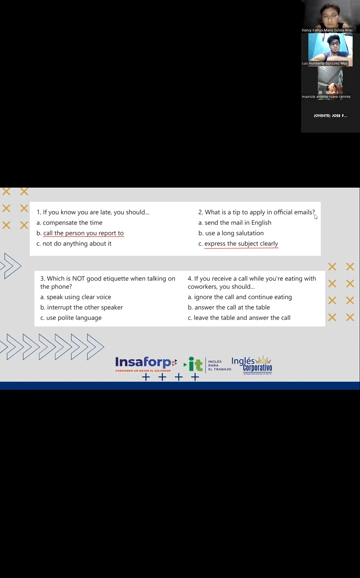 (OYENTE) JOSE F...
1. If you know you are late, you should...
a. compensate the time
b. call the person you report to
c. not do anything about it
2. What is a tip to apply in official emails?
a. send the mail in English
b. use a long salutation
c. express the subject clearly
3. Which is NOT good etiquette when talking on
the phone?
a. speak using clear voice
b. interrupt the other speaker
c. use polite language
4. If you receive a call while you're eating with
coworkers, you should...
a. ignore the call and continue eating
b. answer the call at the table
c. leave the table and answer the call
Insaforp
it
INGLÉS
PARA
EL TRABAJO
Inglés
Corporativo